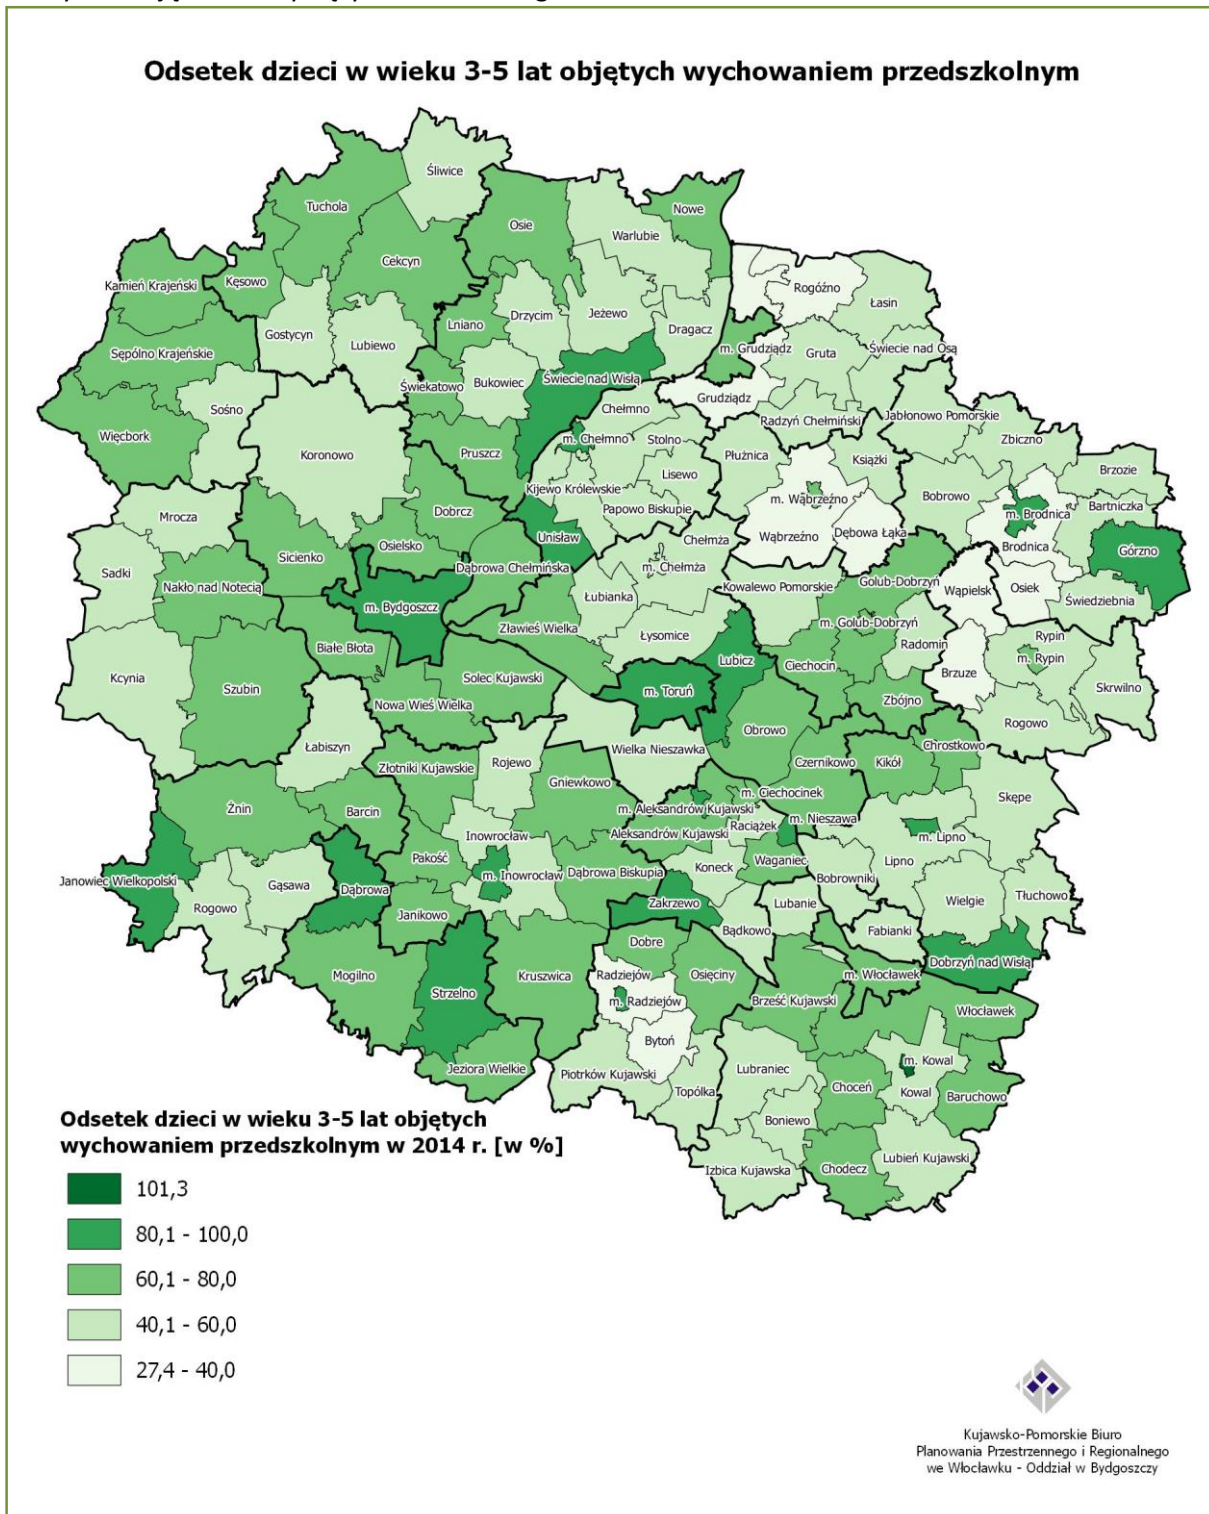 Odsetek dzieci w wieku 3-5 lat objętych wychowaniem przedszkolnym
Śliwice
Tuchola
Osie
Nowe
Warlubie
Cekcyn
Kamień Krajeński
Kęsowo
Rogóźno
Łasin
Drzycim
Jeżewo
Lniano
Dragacz
Gostycyn
Lubiewo
m. Grudziądz
Gruta
Świecie nad Osą
Sępólno Krajeńskie
Świekatowo
Bukowiec
Świecie nad Wisłą
Grudziądz
Sośno
Chełmno
Radzyń Chełmiński
Jabłonowo Pomorskie
Więcbork
m. Chełmno
Stolno
Zbiczno
Koronowo
Pruszcz
Płużnica
Książki
Lisewo
Brzozie
Kijewo Królewskie
m. Wąbrzeźno
Bobrowo
Mrocza
Dobrcz
Papowo Biskupie
m. Brodnica
Bartniczka
Unisław
Wąbrzeźno
Dębowa Łąka
Chełmża
Brodnica
Górzno
Osielsko
Sicienko
Dąbrowa Chełmińska
m. Chełmża
Sadki
Nakło nad Notecią
Kowalewo Pomorskie
Golub-Dobrzyń
Wąpielsk
Osiek
Łubianka
Świedziebnia
m. Bydgoszcz
Zławieś Wielka
Łysomice
m. Golub-Dobrzyń
Radomin
Rypin
Białe Błota
m. Rypin
Lubicz
Ciechocin
Kcynia
Solec Kujawski
Brzuze
Szubin
m. Toruń
Skrwilno
Nowa Wieś Wielka
Zbójno
Rogowo
Obrowo
Łabiszyn
Wielka Nieszawka
Chrostkowo
Złotniki Kujawskie
Rojewo
Czernikowo
Kikół
Gniewkowo
Skępe
Żnin
Barcin
m. Ciechocinek
m. Aleksandrów Kujawski
m. Nieszawa
Raciążek
Inowrocław
Aleksandrów Kujawski
m. Lipno
Pakość
Waganiec
Lipno
Koneck
Dąbrowa Biskupia
m. Inowrocław
Bobrowniki
Janowiec Wielkopolski
Gąsawa
Dąbrowa
Tłuchowo
Rogowo
Janikowo
Zakrzewo
Lubanie
Wielgie
Bądkowo
Fabianki
Dobre
Dobrzyń nad Wisłą
Mogilno
Kruszwica
Radziejów
Osięciny
m. Włocławek
Strzelno
m. Radziejów
Brześć Kujawski
Włocławek
Bytoń
m. Kowal
Jeziora Wielkie
Piotrków Kujawski
Lubraniec
Choceń
Kowal
Baruchowo
Topólka
Boniewo
Lubień Kujawski
Izbica Kujawska
Chodecz
Odsetek dzieci w wieku 3-5 lat objętych
wychowaniem przedszkolnym w 2014 r. [w %]
101,3
80,1 - 100,0
60,1 - 80,0
40,1 - 60,0
27,4 - 40,0
Kujawsko-Pomorskie Biuro
Planowania Przestrzennego i Regionalnego
we Włocławku - Oddział w Bydgoszczy